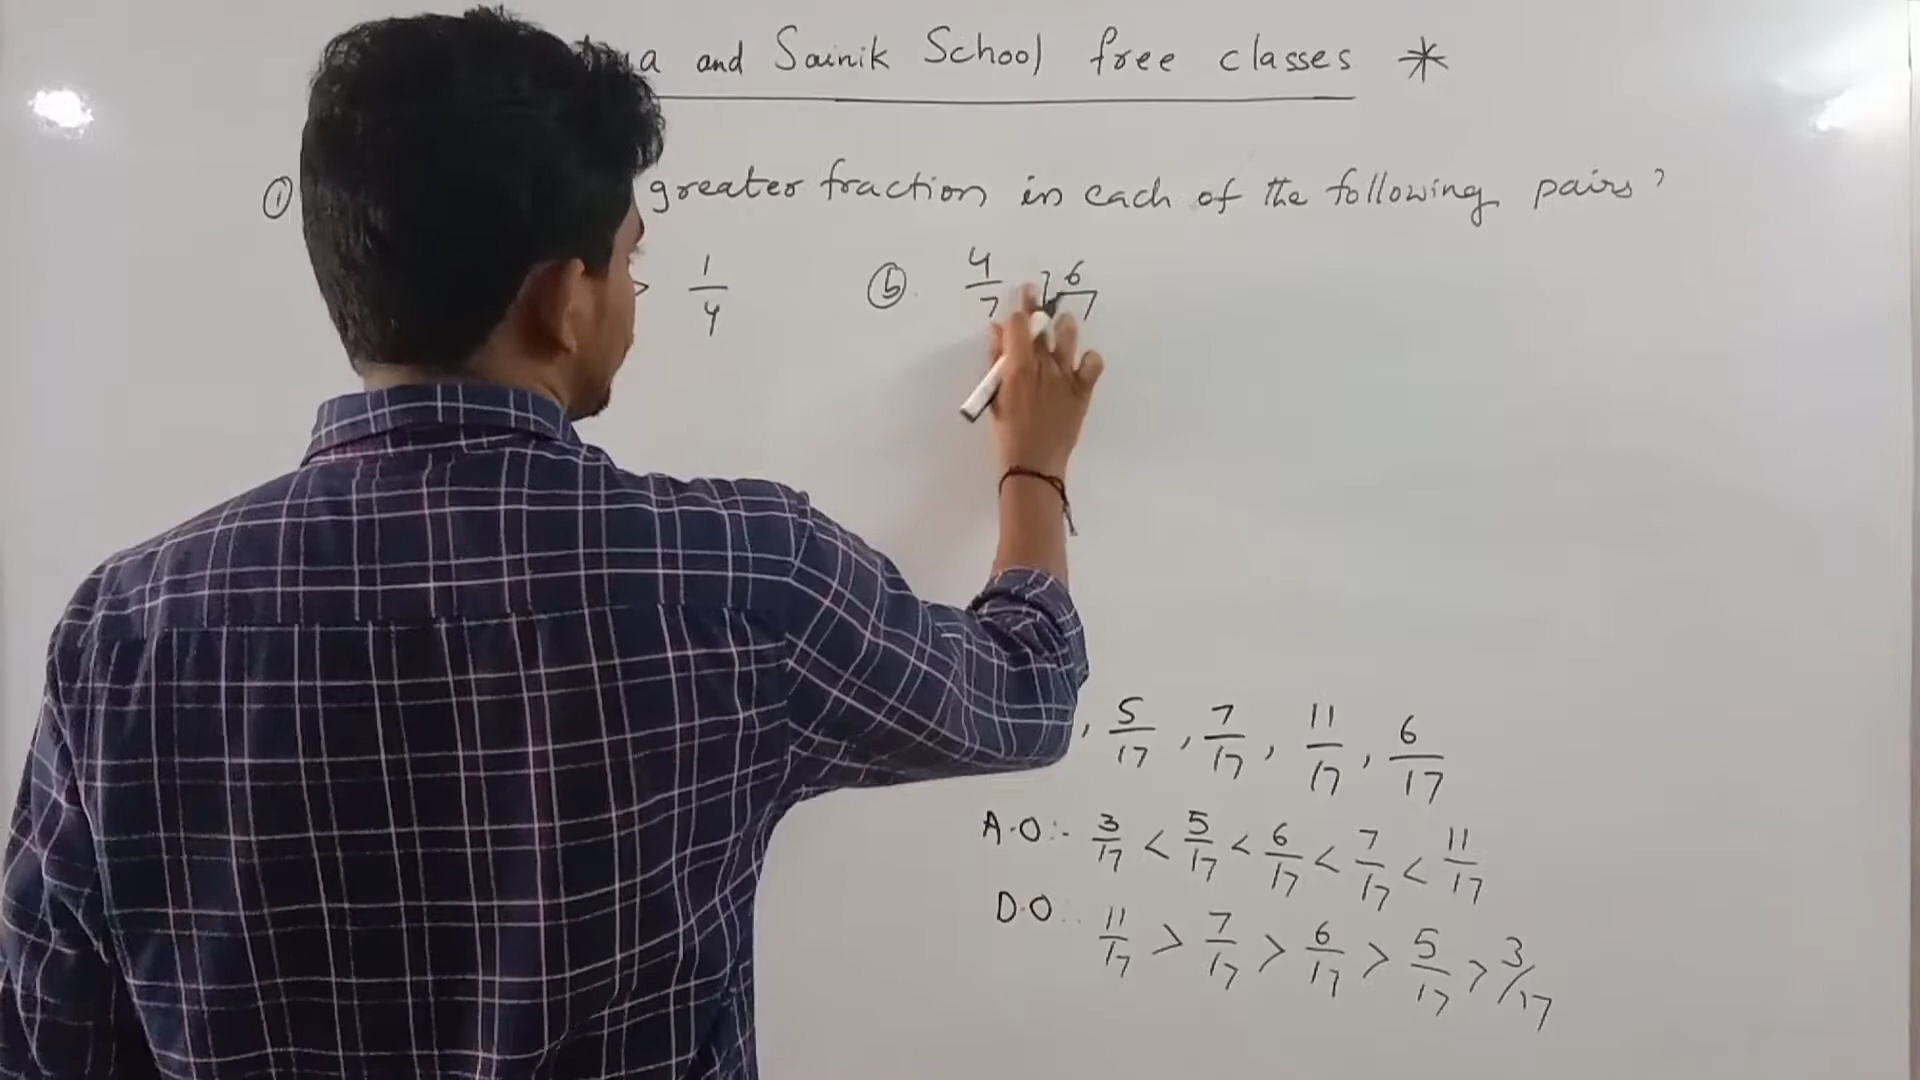 and Sainik School free classes *
① greater fraction in each of the following pairs?
> 1/4 ⓑ. 4/7 6/7
, 5/17 , 7/17 , 11/17 , 6/17
A.O:- 3/17 < 5/17 < 6/17 < 7/17 < 11/17
D.O:- 11/17 > 7/17 > 6/17 > 5/17 > 3/17